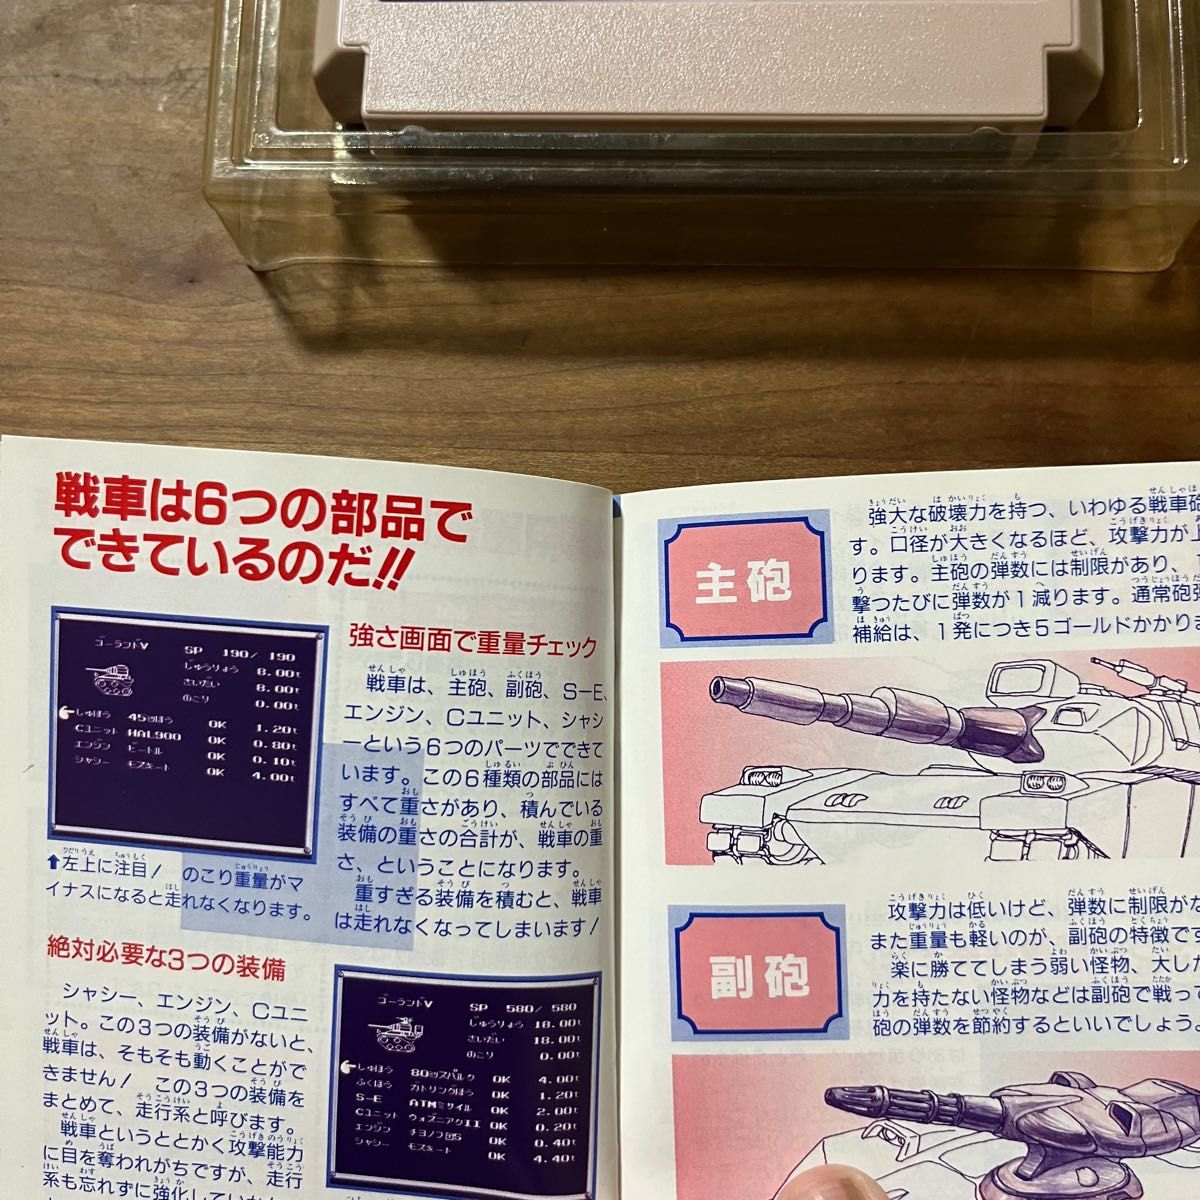 戦車は6つの部品で
できているのだ!!
ゴーランドV
SP 190/ 190
じゅうりょう 8.00t
さいだい 8.00t
のこり 0.00t
しゅほう 45ミリほう OK 1.20t
Cユニット HAL900 OK 0.80t
エンジン ビートル OK 0.10t
シャシー モスキート OK 4.00t
⬆左上に注目! のこり重量がマ
イナスになると走れなくなります。
強さ画面で重量チェック
戦車は、主砲、副砲、S-E、
エンジン、Cユニット、シャシ
ーという6つのパーツでできて
います。この6種類の部品には
すべて重さがあり、積んでいる
装備の重さの合計が、戦車の重
さ、ということになります。
重すぎる装備を積むと、戦車
は走れなくなってしまいます!
絶対必要な3つの装備
シャシー、エンジン、Cユニ
ット。この3つの装備がないと、
戦車は、そもそも動くことがで
きません! この3つの装備を
まとめて、走行系と呼びます。
戦車というととかく攻撃能力
に目を奪われがちですが、走行
系も忘れずに強化していか
ゴーランドV
SP 580/ 580
じゅうりょう 18.00t
さいだい 18.00t
のこり 0.00t
しゅほう 80ミリバルク OK 4.00t
ふくほう ガトリングほう OK 1.20t
S-E ATMミサイル OK 2.00t
Cユニット ウォズニアクII OK 0.20t
エンジン チヨノフDS OK 0.40t
シャシー モスキート OK 4.40t
主砲
強大な破壊力を持つ、いわゆる戦車砲
す。口径が大きくなるほど、攻撃力が上
ります。主砲の弾数には制限があり、1
撃つたびに弾数が1減ります。通常砲弾
補給は、1発につき5ゴールドかかりま
副砲
攻撃力は低いけど、弾数に制限がな
また重量も軽いのが、副砲の特徴です
楽に勝ててしまう弱い怪物、大した
力を持たない怪物などは副砲で戦って
砲の弾数を節約するといいでしょう。